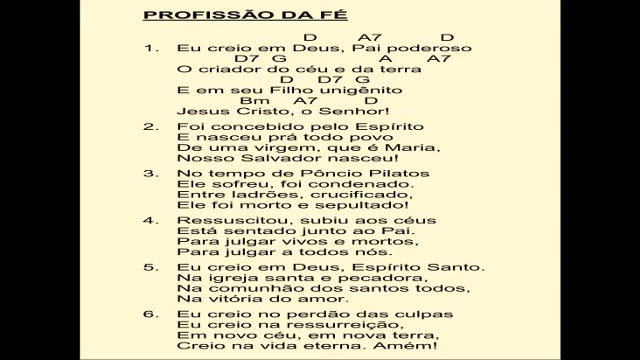 PROFISSÃO DA FÉ
D A7 D
1. Eu creio em Deus, Pai poderoso
D7 G A A7
O criador do céu e da terra
D D7 G
E em seu Filho unigênito
Bm A7 D
Jesus Cristo, o Senhor!
2. Foi concebido pelo Espírito
E nasceu prá todo povo
De uma virgem, que é Maria,
Nosso Salvador nasceu!
3. No tempo de Pôncio Pilatos
Ele sofreu, foi condenado.
Entre ladrões, crucificado,
Ele foi morto e sepultado!
4. Ressuscitou, subiu aos céus
Está sentado junto ao Pai.
Para julgar vivos e mortos,
Para julgar a todos nós.
5. Eu creio em Deus, Espírito Santo.
Na igreja santa e pecadora,
Na comunhão dos santos todos,
Na vitória do amor.
6. Eu creio no perdão das culpas
Eu creio na ressurreição,
Em novo céu, em nova terra,
Creio na vida eterna. Amém!